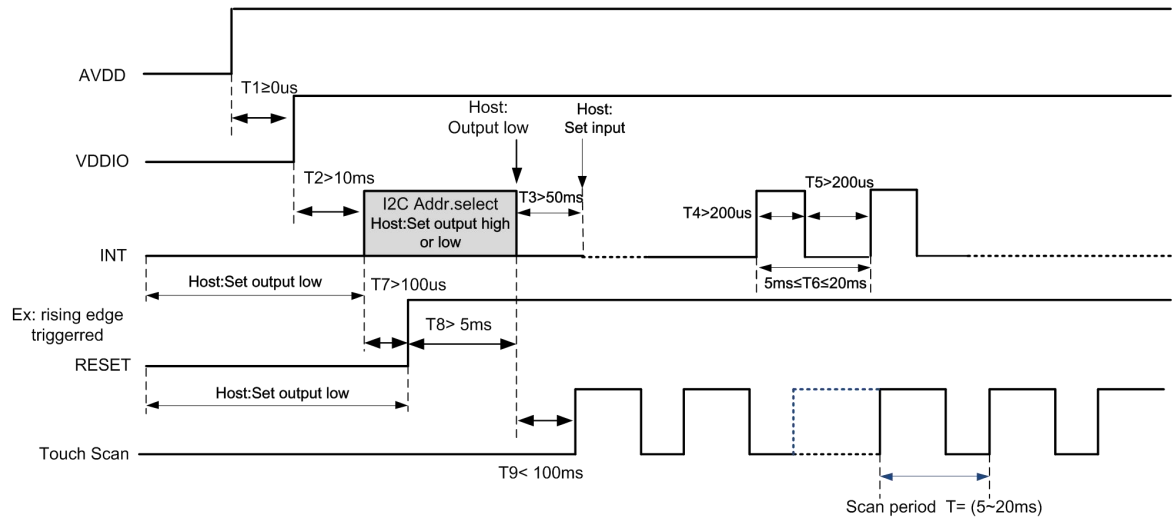 AVDD
T1≥0us
Host:
Output low
Host:
Set input
VDDIO
T2>10ms
I2C Addr.select
Host:Set output high
or low
T3>50ms
T4>200us
T5>200us
INT
5ms≤T6≤20ms
Host:Set output low
T7>100us
Ex: rising edge
triggerred
T8> 5ms
RESET
Host:Set output low
Touch Scan
T9< 100ms
Scan period T= (5~20ms)